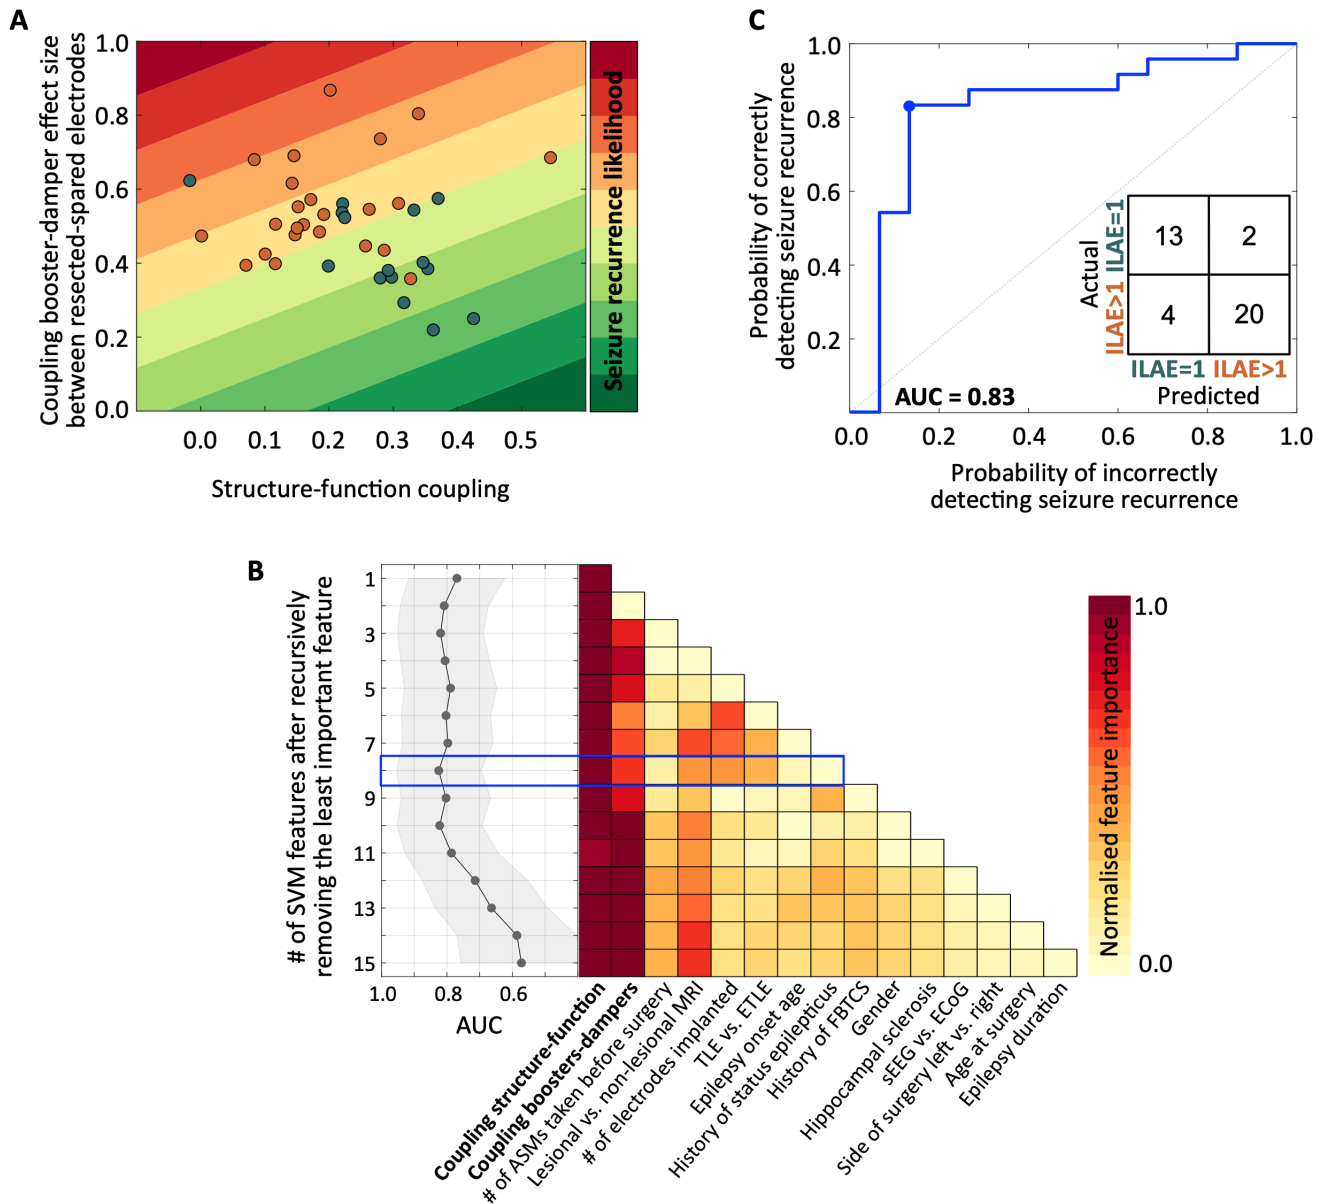 A
Coupling booster-damper effect size
between resected-spared electrodes
1.0
0.8
0.6
0.4
0.2
0.0
0.0 0.1 0.2 0.3 0.4 0.5
Structure-function coupling
Seizure recurrence likelihood
C
Probability of correctly
detecting seizure recurrence
1.0
0.8
0.6
0.4
0.2
0.0 0.2 0.4 0.6 0.8 1.0
Probability of incorrectly
detecting seizure recurrence
AUC = 0.83
Actual
ILAE>1 ILAE=1
13 2
4 20
ILAE=1 ILAE>1
Predicted
B
# of SVM features after recursively
removing the least important feature
1
3
5
7
9
11
13
15
1.0 0.8 0.6
AUC
Coupling structure-function
Coupling boosters-dampers
# of ASMs taken before surgery
Lesional vs. non-lesional MRI
# of electrodes implanted
TLE vs. ETLE
Epilepsy onset age
History of status epilepticus
History of FBTCS
Gender
Hippocampal sclerosis
sEEG vs. ECoG
Side of surgery left vs. right
Age at surgery
Epilepsy duration
1.0
Normalised feature importance
0.0